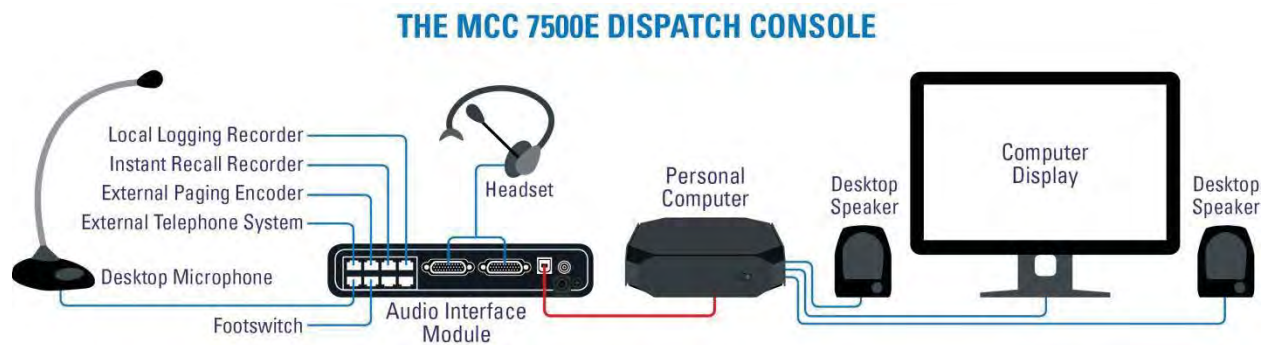 THE MCC 7500E DISPATCH CONSOLE
Local Logging Recorder
Instant Recall Recorder
External Paging Encoder
External Telephone System
Desktop Microphone
Footswitch
Headset
Audio Interface
Module
Personal
Computer
Desktop
Speaker
Computer
Display
Desktop
Speaker